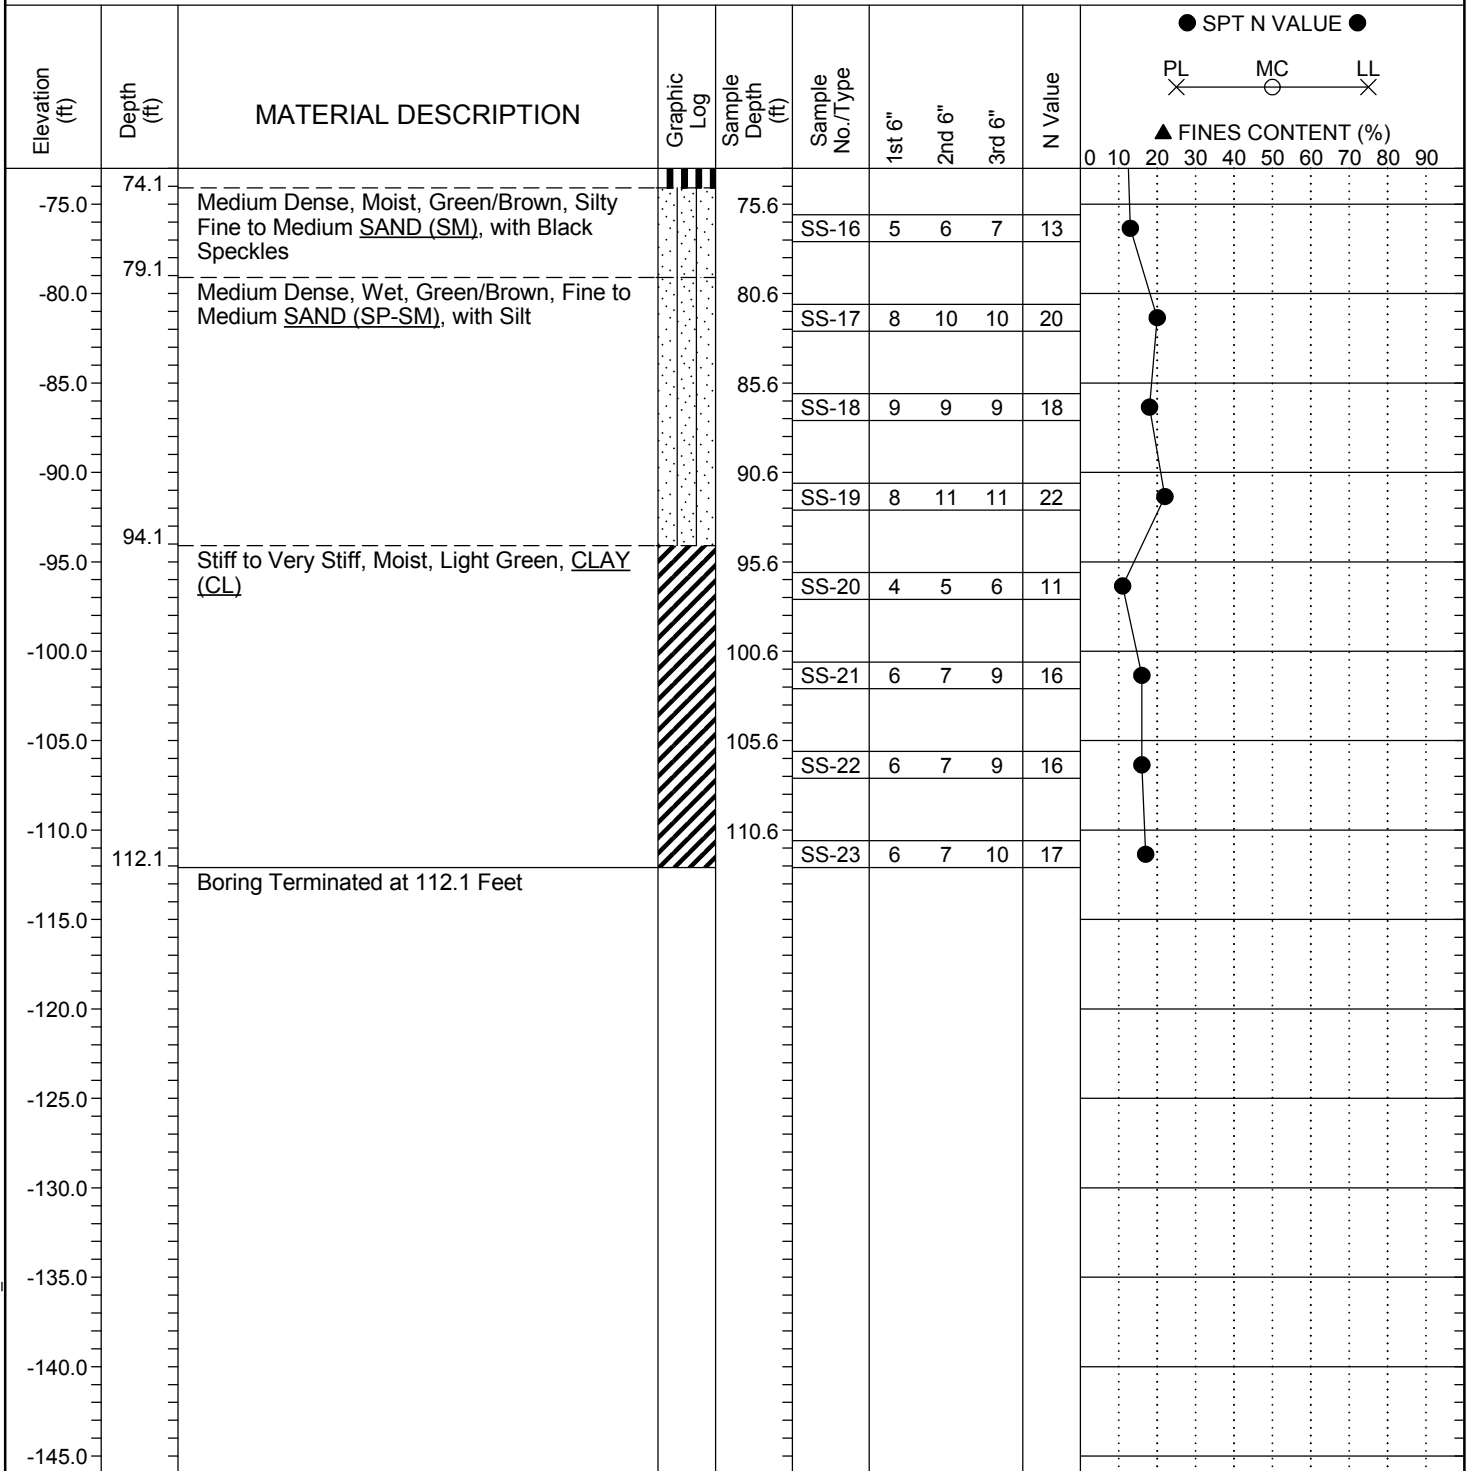 ● SPT N VALUE ●
PL MC LL
▲ FINES CONTENT (%)
0 10 20 30 40 50 60 70 80 90
Elevation
(ft)
Depth
(ft)
MATERIAL DESCRIPTION
Graphic
Log
Sample
Depth
(ft)
Sample
No./Type
1st 6"
2nd 6"
3rd 6"
N Value
74.1
-75.0 Medium Dense, Moist, Green/Brown, Silty 75.6
Fine to Medium SAND (SM), with Black SS-16 5 6 7 13
Speckles
79.1
-80.0 Medium Dense, Wet, Green/Brown, Fine to 80.6
Medium SAND (SP-SM), with Silt SS-17 8 10 10 20
-85.0 85.6
SS-18 9 9 9 18
-90.0 90.6
SS-19 8 11 11 22
94.1
-95.0 Stiff to Very Stiff, Moist, Light Green, CLAY 95.6
(CL) SS-20 4 5 6 11
-100.0 100.6
SS-21 6 7 9 16
-105.0 105.6
SS-22 6 7 9 16
-110.0 110.6
112.1 SS-23 6 7 10 17
Boring Terminated at 112.1 Feet
-115.0
-120.0
-125.0
-130.0
-135.0
-140.0
-145.0